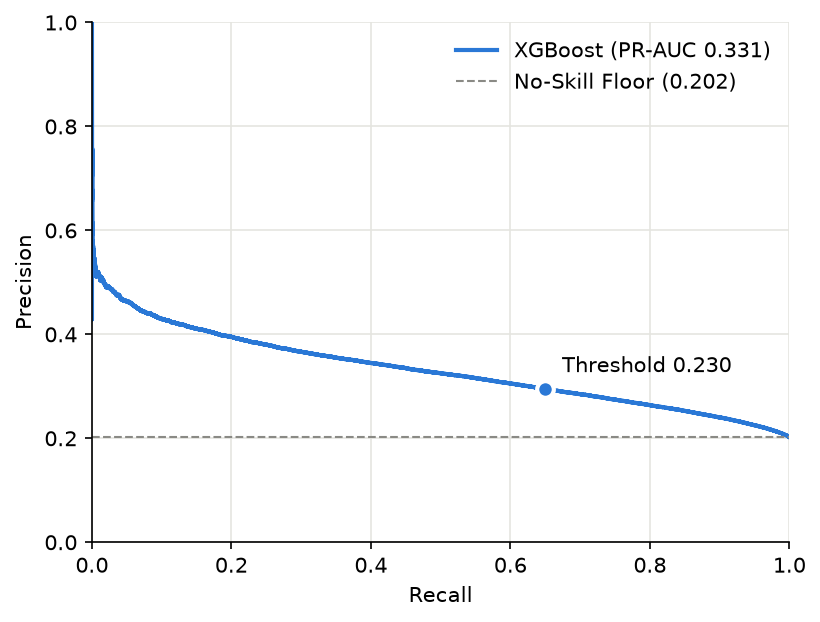 1.0
0.8
0.6
0.4
0.2
0.0
Precision
XGBoost (PR-AUC 0.331)
No-Skill Floor (0.202)
Threshold 0.230
0.0 0.2 0.4 0.6 0.8 1.0
Recall